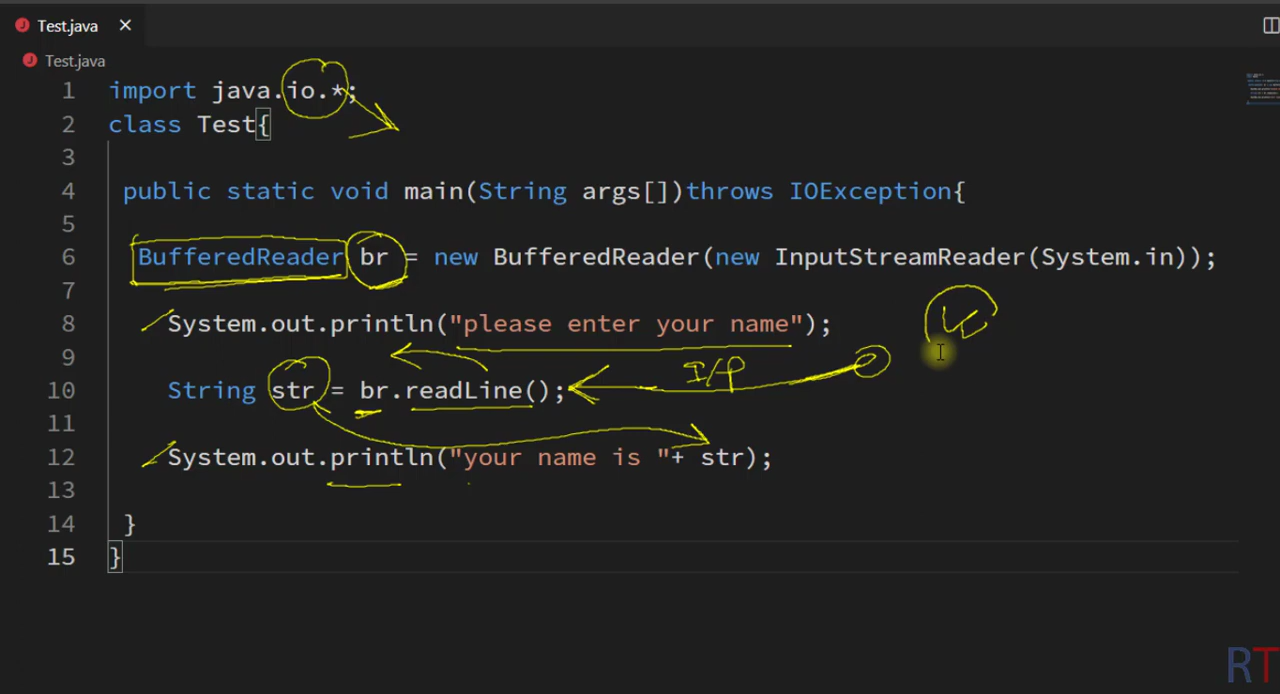 Test.java
Test.java
1 import java.io.*;
2 class Test{
3
4 public static void main(String args[])throws IOException{
5
6 BufferedReader br = new BufferedReader(new InputStreamReader(System.in));
7
8 System.out.println("please enter your name");
9
I/P
10 String str = br.readLine();
11
12 System.out.println("your name is "+ str);
13
14 }
15 }
RT